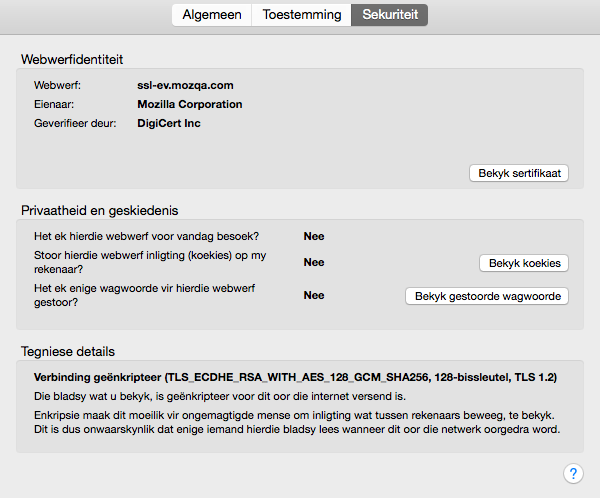 Algemeen Toestemming Sekuriteit
Webwerfidentiteit
Webwerf: ssl-ev.mozqa.com
Eienaar: Mozilla Corporation
Geverifieer deur: DigiCert Inc
Bekyk sertifikaat
Privaatheid en geskiedenis
Het ek hierdie webwerf voor vandag besoek? Nee
Stoor hierdie webwerf inligting (koekies) op my
rekenaar? Nee Bekyk koekies
Het ek enige wagwoorde vir hierdie webwerf
gestoor? Nee Bekyk gestoorde wagwoorde
Tegniese details
Verbinding geënkripteer (TLS_ECDHE_RSA_WITH_AES_128_GCM_SHA256, 128-bissleutel, TLS 1.2)
Die bladsy wat u bekyk, is geënkripteer voor dit oor die internet versend is.
Enkripsie maak dit moeilik vir ongemagtigde mense om inligting wat tussen rekenaars beweeg, te bekyk.
Dit is dus onwaarskynlik dat enige iemand hierdie bladsy lees wanneer dit oor die netwerk oorgedra word.
?